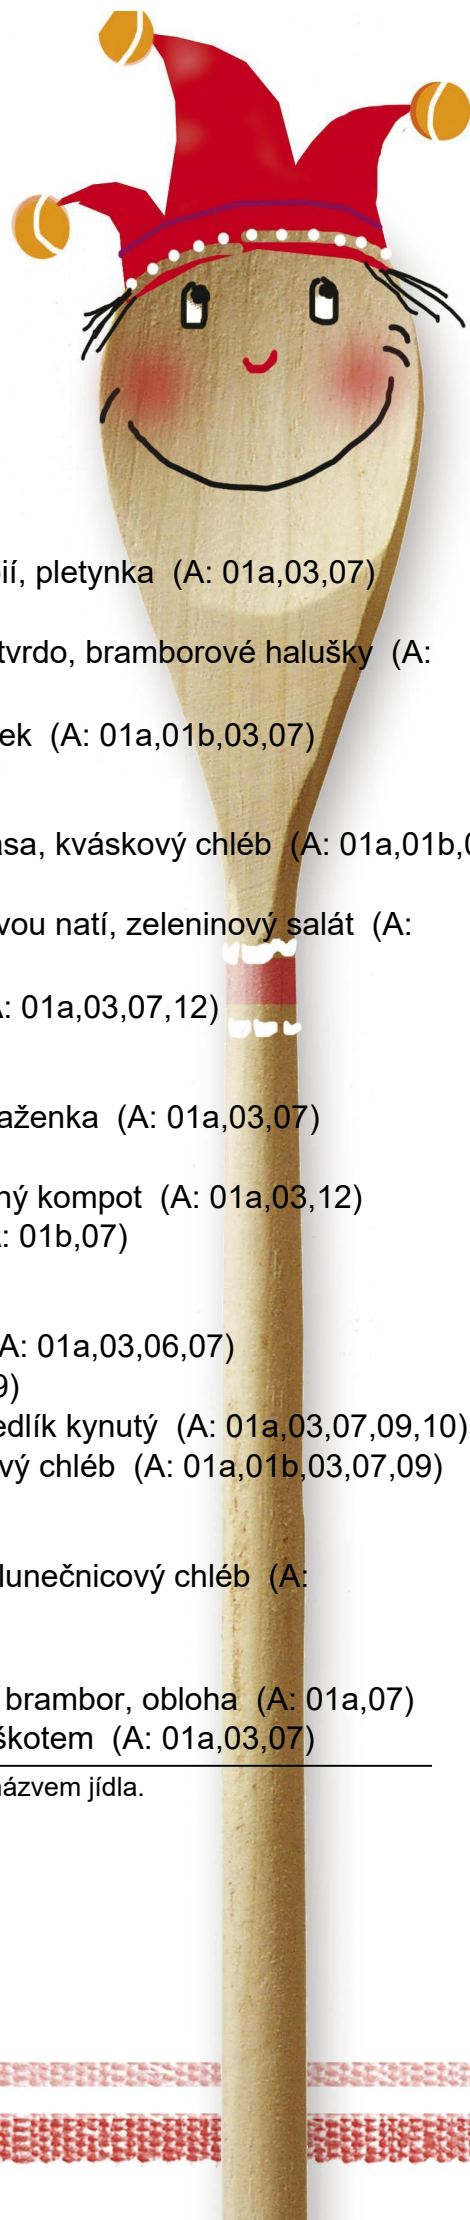 ií, pletynka (A: 01a,03,07)
tvrdo, bramborové halušky (A:
ek (A: 01a,01b,03,07)
asa, kváskový chléb (A: 01a,01b,0
vou natí, zeleninový salát (A:
A: 01a,03,07,12)
aženka (A: 01a,03,07)
ný kompot (A: 01a,03,12)
A: 01b,07)
(A: 01a,03,06,07)
9)
edlík kynutý (A: 01a,03,07,09,10)
vý chléb (A: 01a,01b,03,07,09)
lunečnicový chléb (A:
brambor, obloha (A: 01a,07)
škotem (A: 01a,03,07)
názvem jídla.